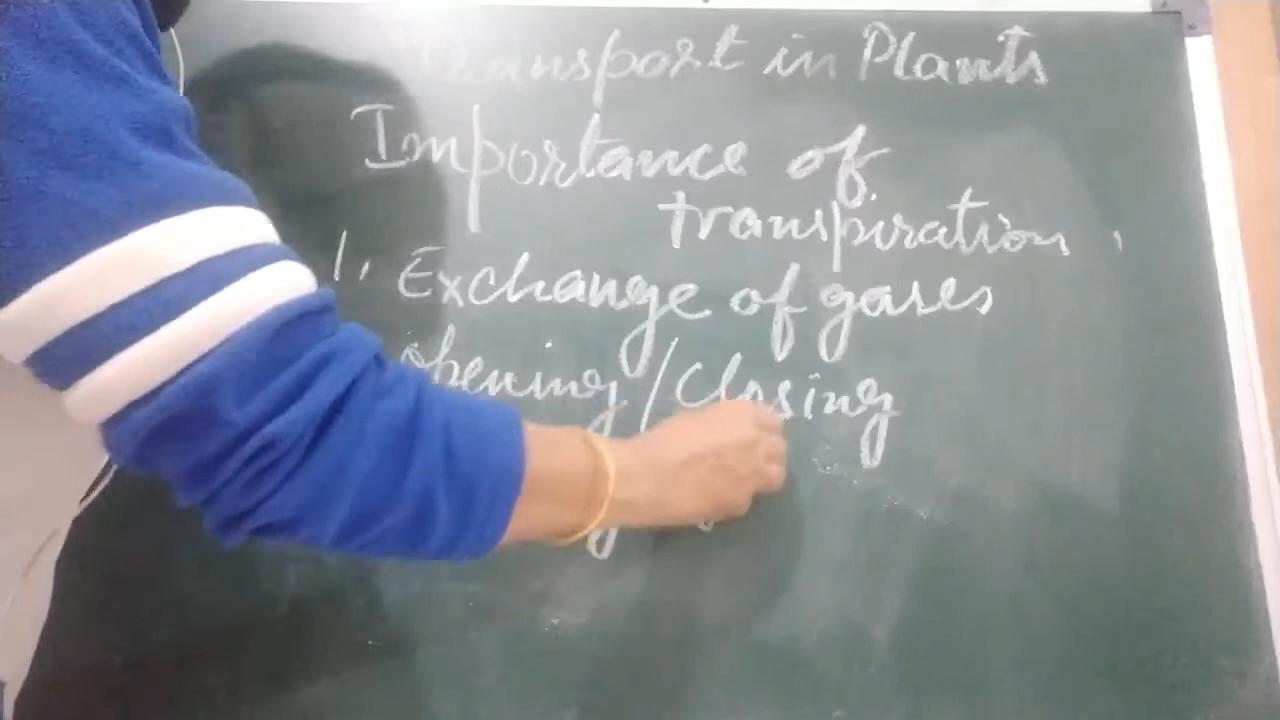 Transport in Plants
Importance of
transpiration,
1. Exchange of gases
opening/Closing